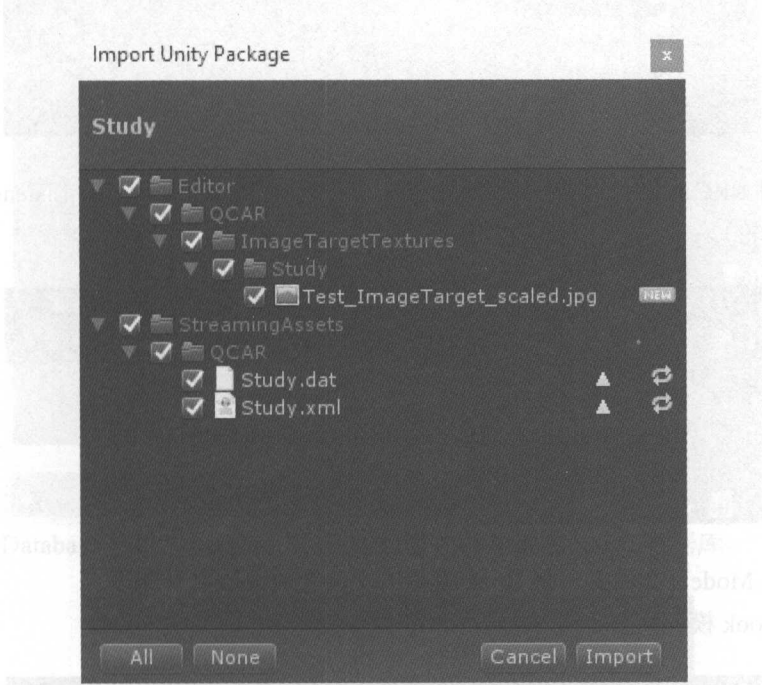 Import Unity Package
x
Study
Editor
QCAR
ImageTargetTextures
Study
Test_ImageTarget_scaled.jpg NEW
StreamingAssets
QCAR
Study.dat
Study.xml
All None Cancel Import